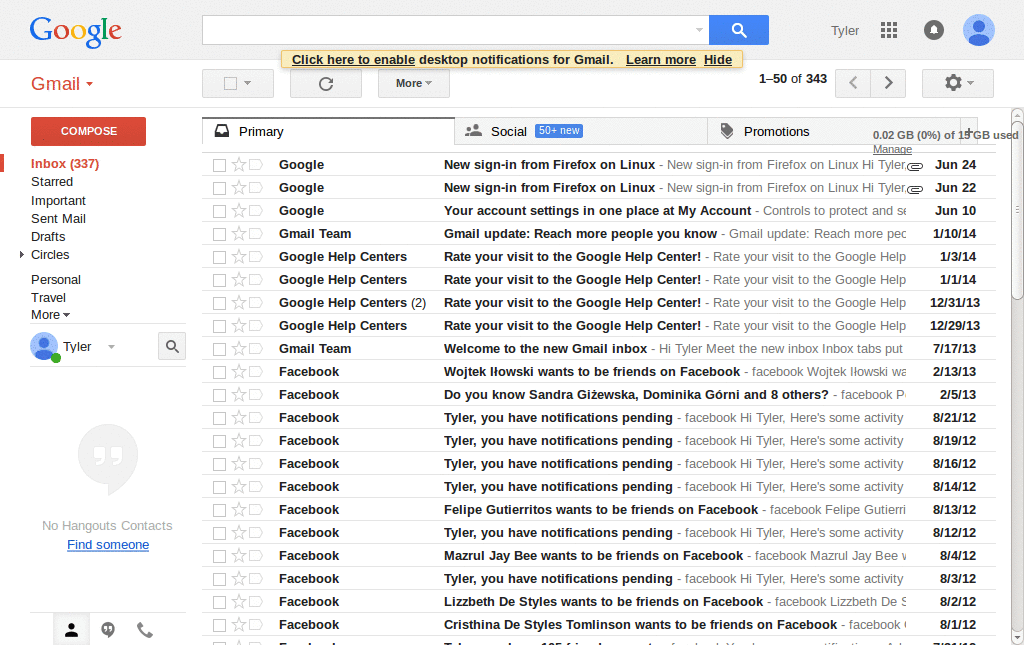 Google
Tyler
Click here to enable desktop notifications for Gmail. Learn more Hide
Gmail
More
1–50 of 343
COMPOSE
Primary
Social 50+ new
Promotions
+
0.02 GB (0%) of 15 GB used
Manage
Inbox (337)
Starred
Important
Sent Mail
Drafts
Circles
Personal
Travel
More
Tyler
No Hangouts Contacts
Find someone
Google New sign-in from Firefox on Linux - New sign-in from Firefox on Linux Hi Tyler, Jun 24
Google New sign-in from Firefox on Linux - New sign-in from Firefox on Linux Hi Tyler, Jun 22
Google Your account settings in one place at My Account - Controls to protect and se Jun 10
Gmail Team Gmail update: Reach more people you know - Gmail update: Reach more peo 1/10/14
Google Help Centers Rate your visit to the Google Help Center! - Rate your visit to the Google Help 1/3/14
Google Help Centers Rate your visit to the Google Help Center! - Rate your visit to the Google Help 1/1/14
Google Help Centers (2) Rate your visit to the Google Help Center! - Rate your visit to the Google Help 12/31/13
Google Help Centers Rate your visit to the Google Help Center! - Rate your visit to the Google Help 12/29/13
Gmail Team Welcome to the new Gmail inbox - Hi Tyler Meet the new inbox Inbox tabs put 7/17/13
Facebook Wojtek Iłowski wants to be friends on Facebook - facebook Wojtek Iłowski wa 2/13/13
Facebook Do you know Sandra Giżewska, Dominika Górni and 8 others? - facebook 2/5/13
Facebook Tyler, you have notifications pending - facebook Hi Tyler, Here's some activity 8/21/12
Facebook Tyler, you have notifications pending - facebook Hi Tyler, Here's some activity 8/19/12
Facebook Tyler, you have notifications pending - facebook Hi Tyler, Here's some activity 8/16/12
Facebook Tyler, you have notifications pending - facebook Hi Tyler, Here's some activity 8/14/12
Facebook Felipe Gutierritos wants to be friends on Facebook - facebook Felipe Gutierri 8/13/12
Facebook Tyler, you have notifications pending - facebook Hi Tyler, Here's some activity 8/12/12
Facebook Mazrul Jay Bee wants to be friends on Facebook - facebook Mazrul Jay Bee 8/4/12
Facebook Tyler, you have notifications pending - facebook Hi Tyler, Here's some activity 8/3/12
Facebook Lizzbeth De Styles wants to be friends on Facebook - facebook Lizzbeth De S 8/2/12
Facebook Cristhina De Styles Tomlinson wants to be friends on Facebook - facebook 8/1/12